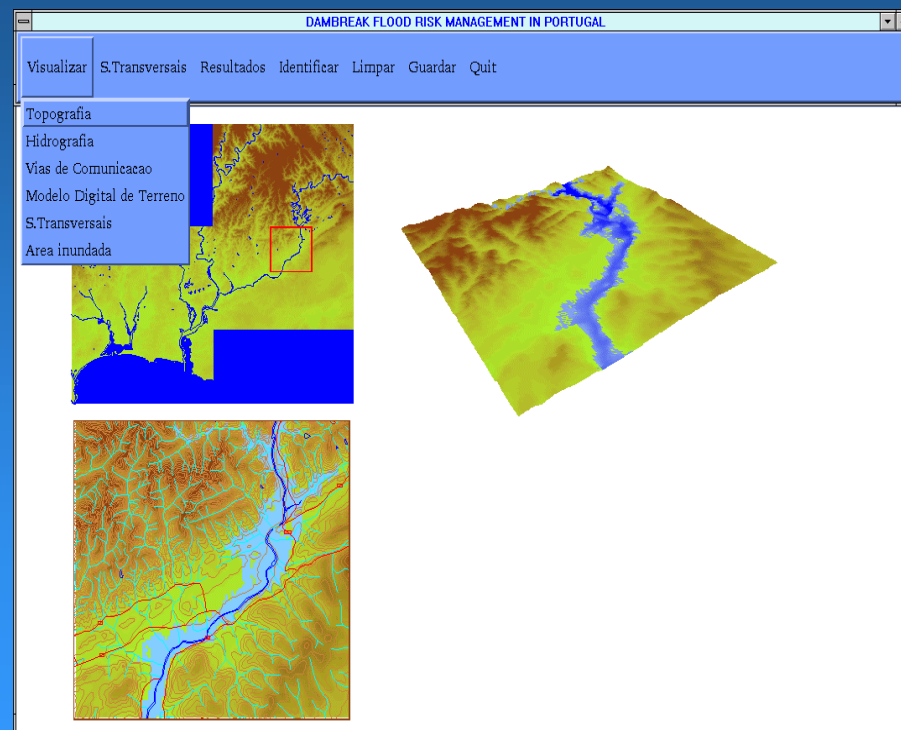 DAMBREAK FLOOD RISK MANAGEMENT IN PORTUGAL
Visualizar S.Transversais Resultados Identificar Limpar Guardar Quit
Topografia
Hidrografia
Vias de Comunicacao
Modelo Digital de Terreno
S.Transversais
Area inundada